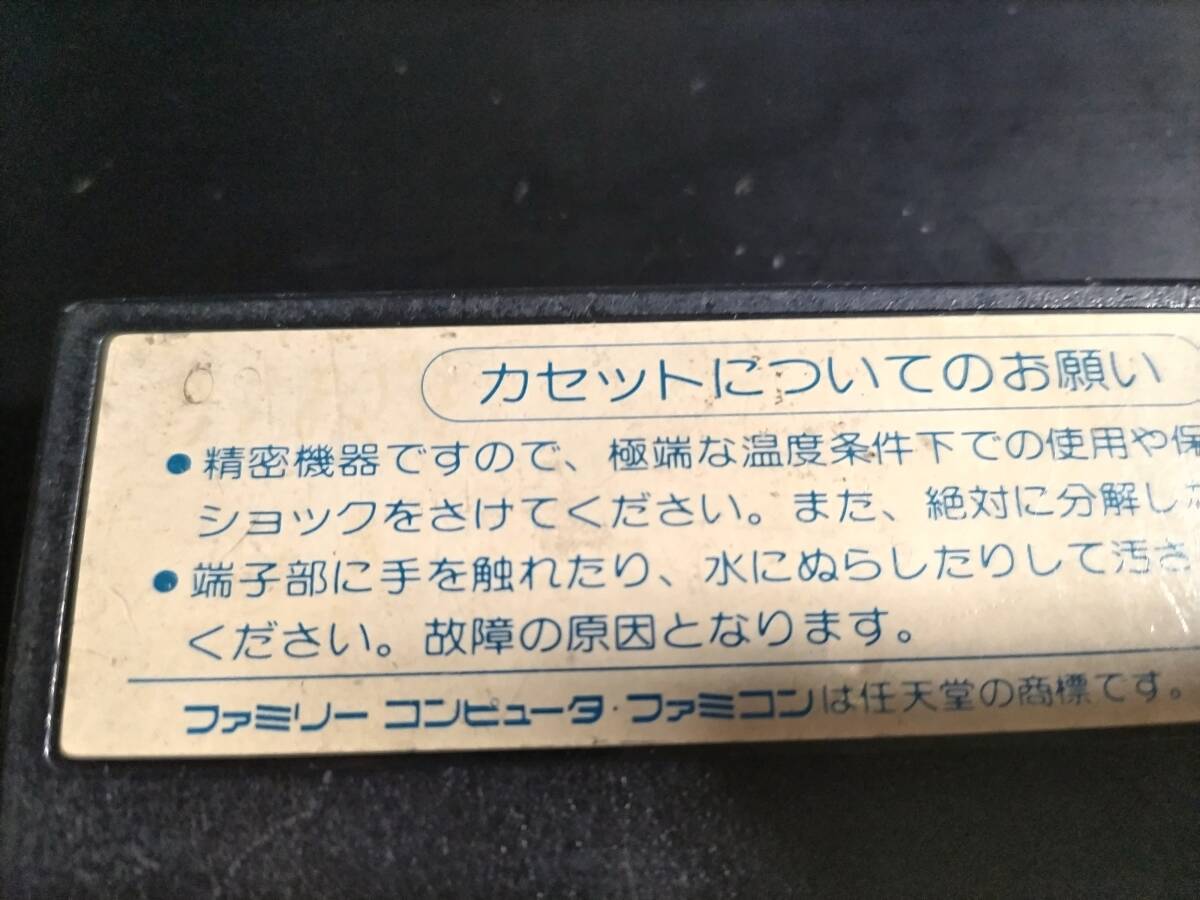 カセットについてのお願い
●精密機器ですので、極端な温度条件下での使用や保
ショックをさけてください。また、絶対に分解し
●端子部に手を触れたり、水にぬらしたりして汚さ
ください。故障の原因となります。
ファミリーコンピュータ・ファミコンは任天堂の商標です。